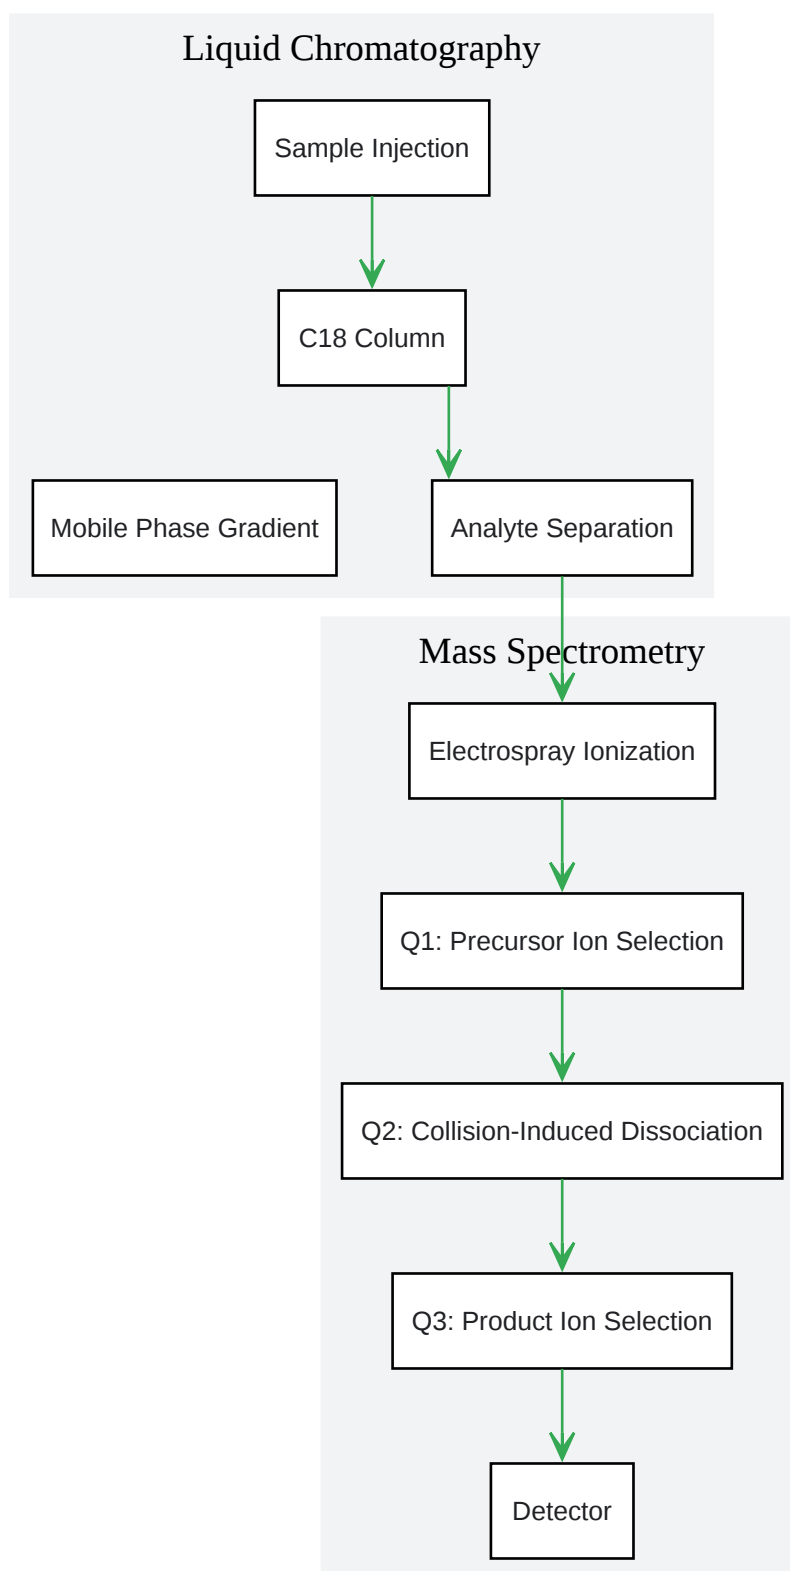 Liquid Chromatography
Sample Injection
C18 Column
Mobile Phase Gradient
Analyte Separation
Mass Spectrometry
Electrospray Ionization
Q1: Precursor Ion Selection
Q2: Collision-Induced Dissociation
Q3: Product Ion Selection
Detector